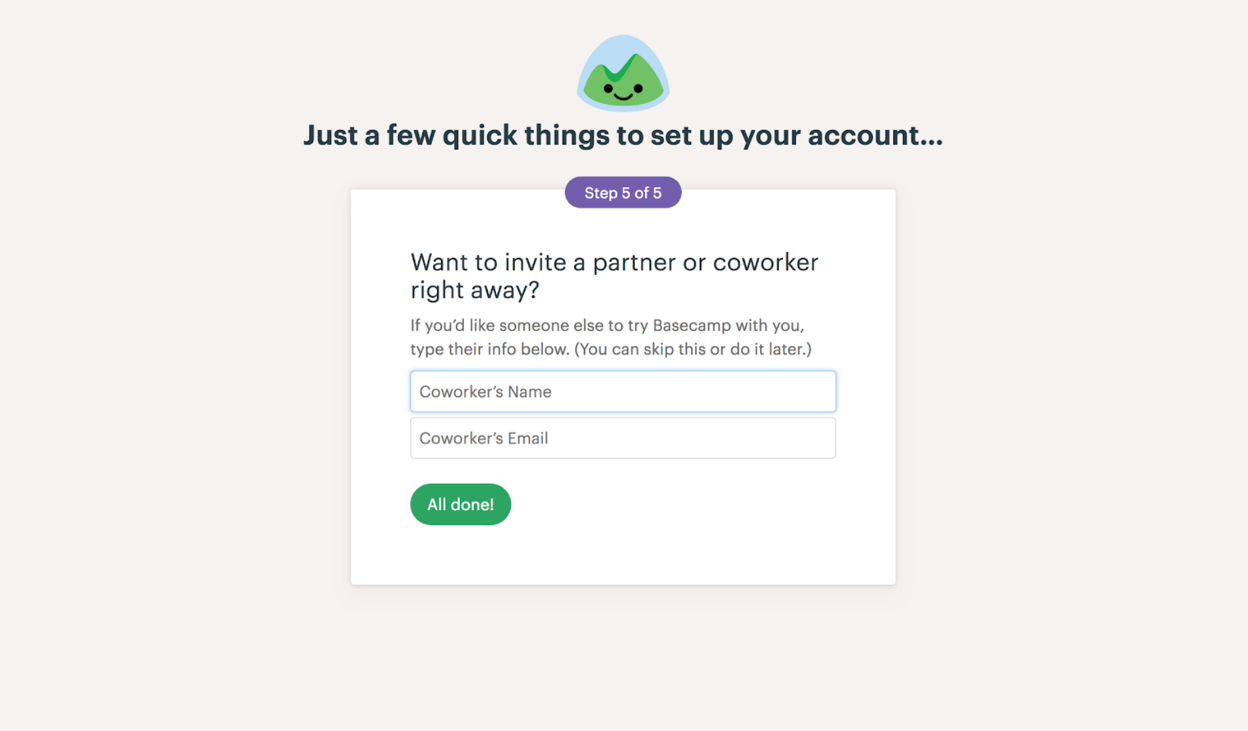 Just a few quick things to set up your account...
Step 5 of 5
Want to invite a partner or coworker
right away?
If you’d like someone else to try Basecamp with you,
type their info below. (You can skip this or do it later.)
Coworker’s Name
Coworker’s Email
All done!